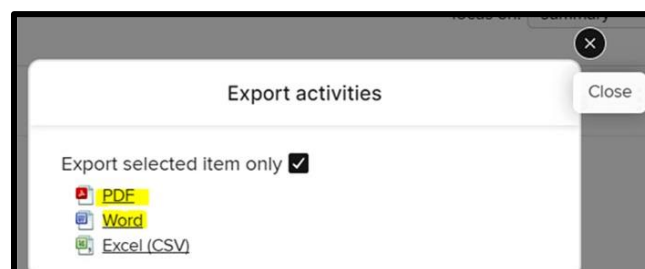 Export activities
Close
Export selected item only
PDF
Word
Excel (CSV)